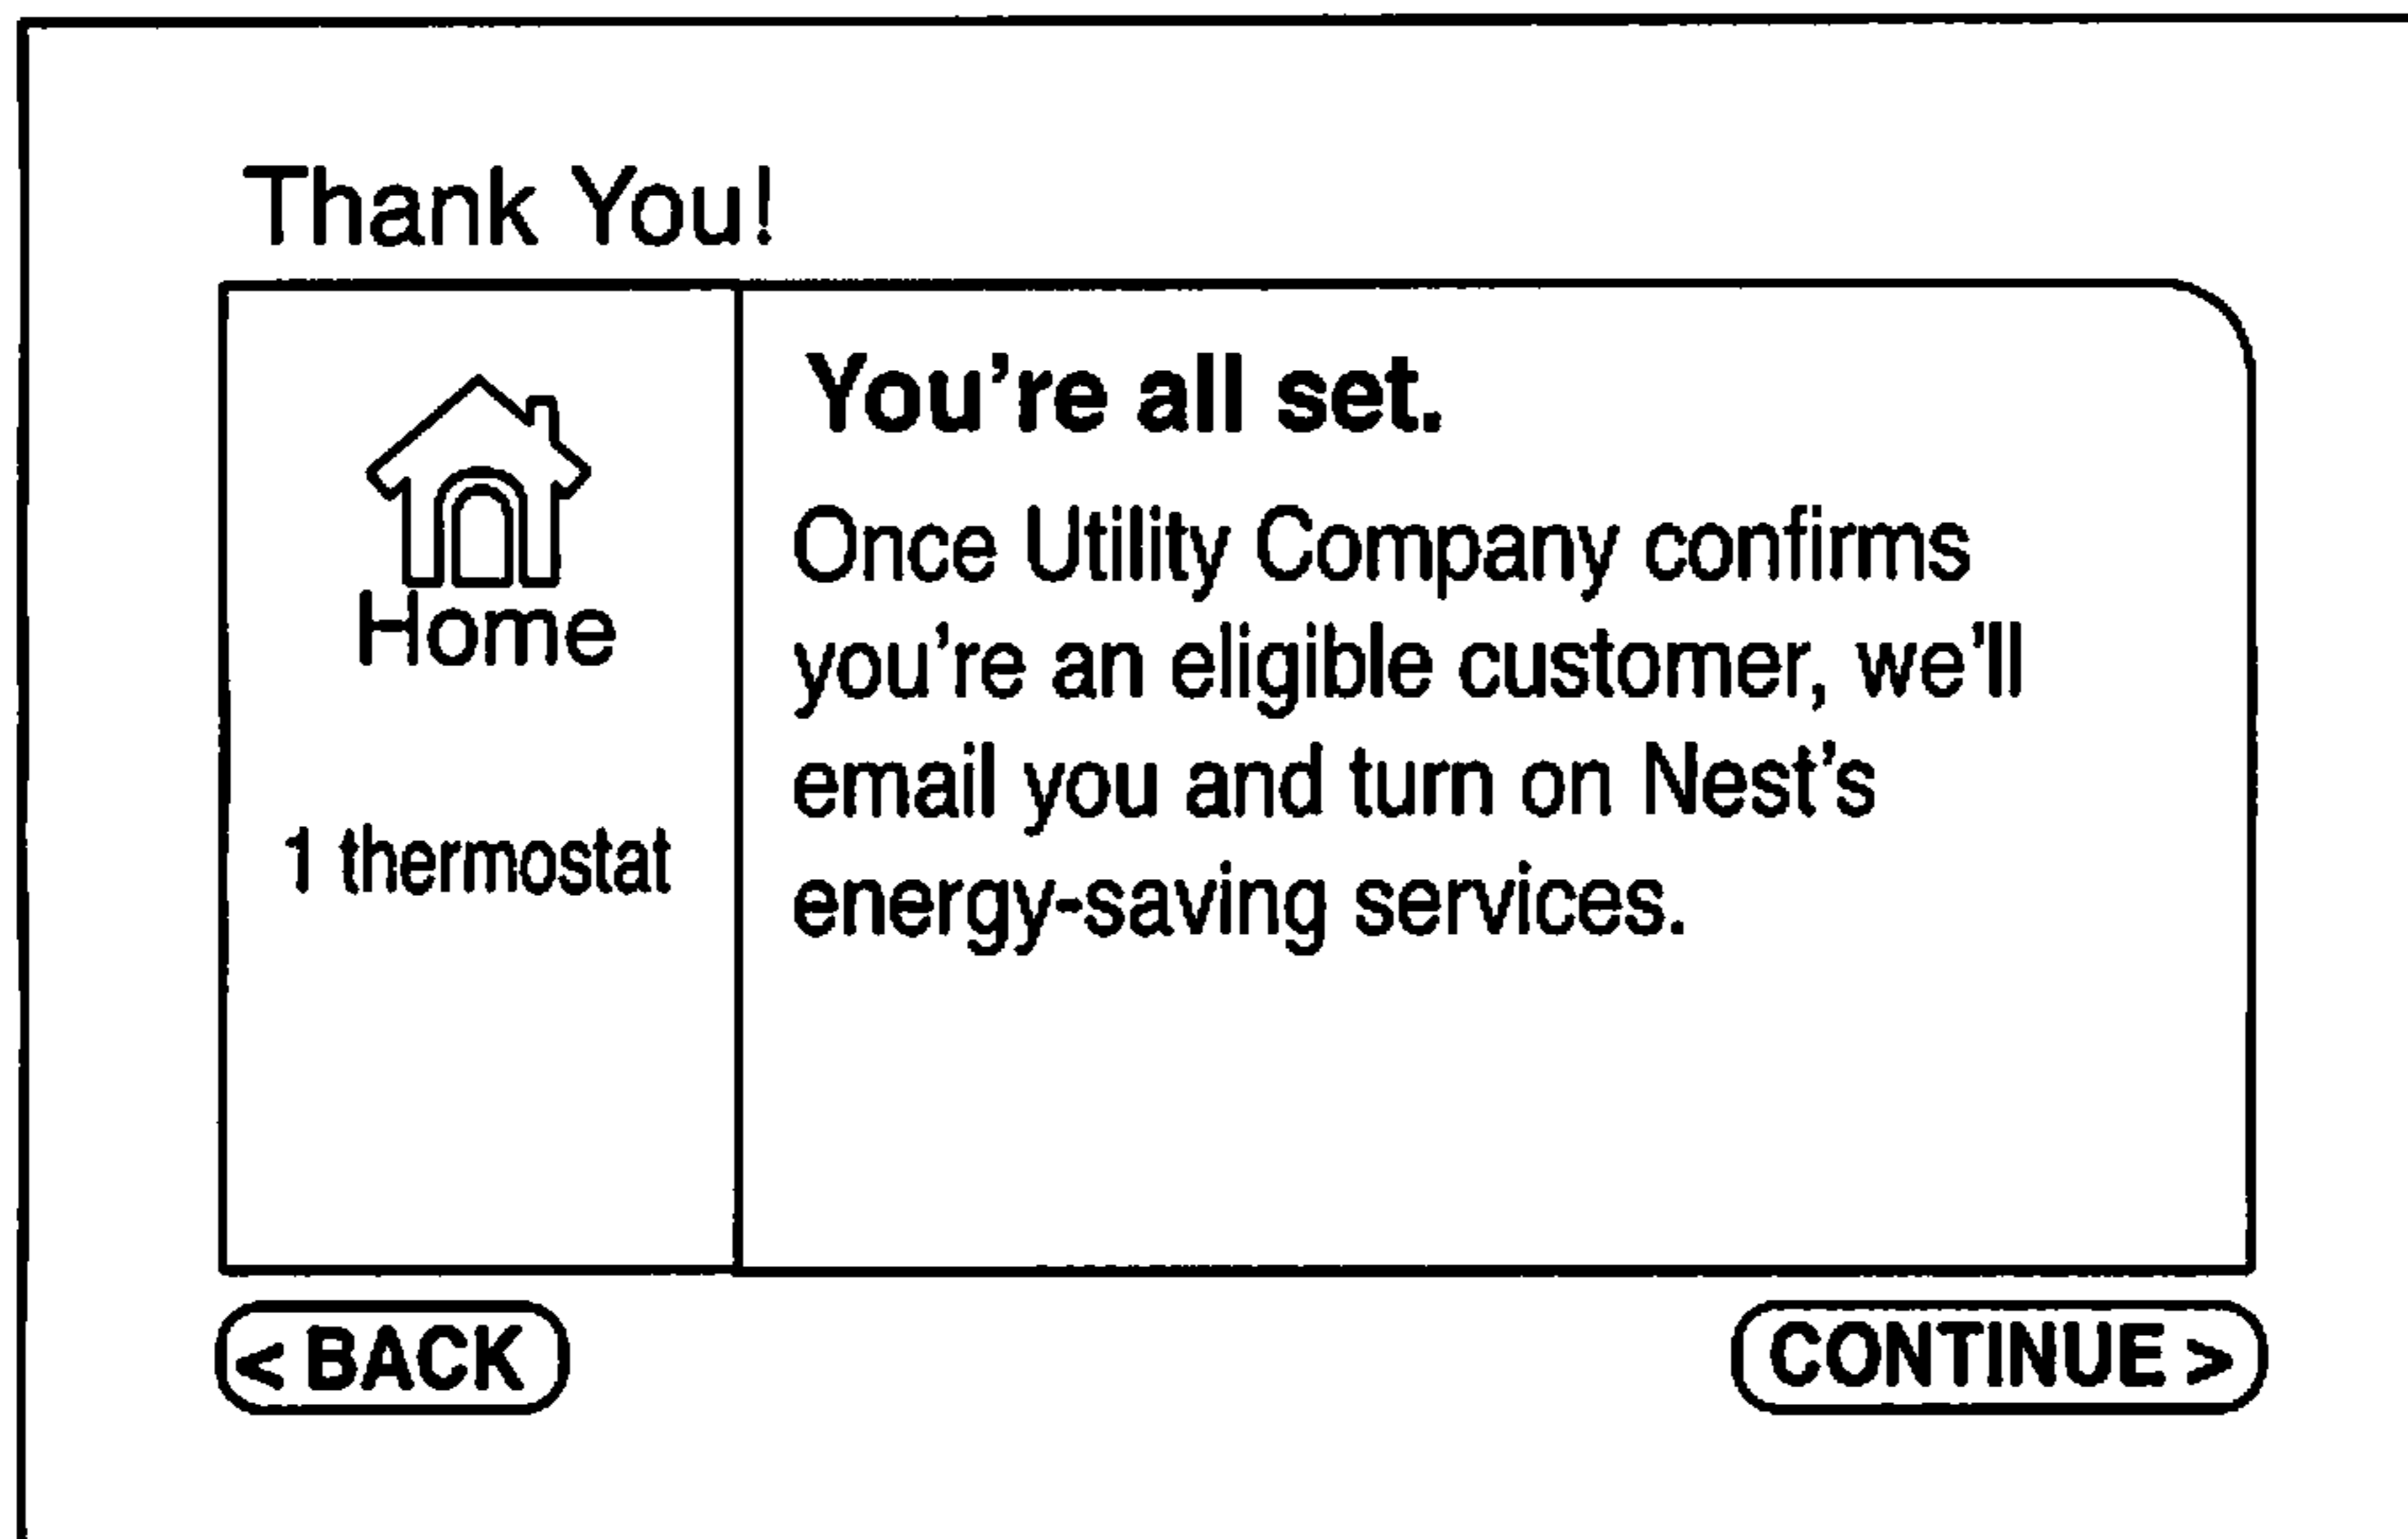 Thank You!
Home
1 thermostat
You're all set.
Once Utility Company confirms
you're an eligible customer, we'll
email you and turn on Nest's
energy-saving services.
< BACK
CONTINUE >